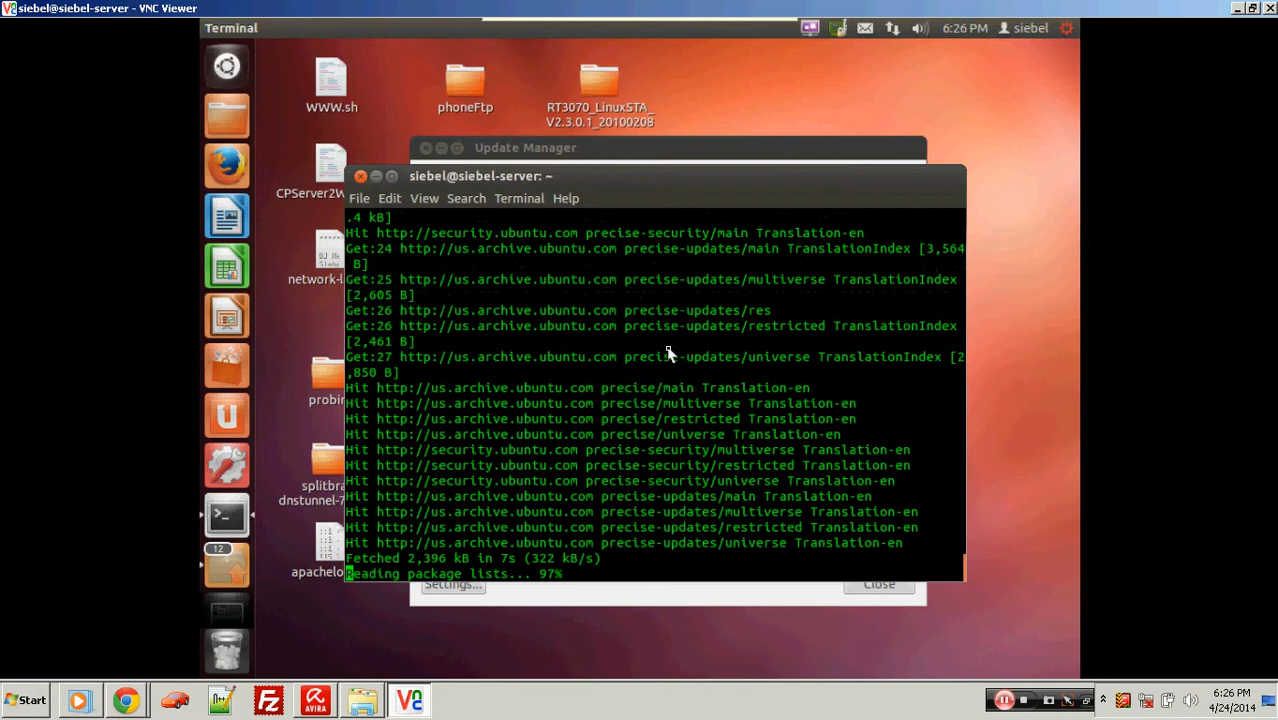 siebel@siebel-server - VNC Viewer
Terminal
6:26 PM
siebel
WWW.sh
phoneFtp
RT3070_LinuxSTA_
V2.3.0.1_20100208
Update Manager
siebel@siebel-server: ~
File Edit View Search Terminal Help
CPServer2W
.4 kB]
Hit http://security.ubuntu.com precise-security/main Translation-en
Get:24 http://us.archive.ubuntu.com precise-updates/main TranslationIndex [3,564
B]
Get:25 http://us.archive.ubuntu.com precise-updates/multiverse TranslationIndex
[2,605 B]
Get:26 http://us.archive.ubuntu.com precise-updates/res
Get:26 http://us.archive.ubuntu.com precise-updates/restricted TranslationIndex
[2,461 B]
Get:27 http://us.archive.ubuntu.com precise-updates/universe TranslationIndex [2
,850 B]
Hit http://us.archive.ubuntu.com precise/main Translation-en
Hit http://us.archive.ubuntu.com precise/multiverse Translation-en
Hit http://us.archive.ubuntu.com precise/restricted Translation-en
Hit http://us.archive.ubuntu.com precise/universe Translation-en
Hit http://security.ubuntu.com precise-security/multiverse Translation-en
Hit http://security.ubuntu.com precise-security/restricted Translation-en
Hit http://security.ubuntu.com precise-security/universe Translation-en
Hit http://us.archive.ubuntu.com precise-updates/main Translation-en
Hit http://us.archive.ubuntu.com precise-updates/multiverse Translation-en
Hit http://us.archive.ubuntu.com precise-updates/restricted Translation-en
Hit http://us.archive.ubuntu.com precise-updates/universe Translation-en
Fetched 2,396 kB in 7s (322 kB/s)
Reading package lists... 97%
network-l
probin
splitbra
dnstunnel-
apachelo
12
Settings...
Close
Start
AVIRA
6:26 PM
4/24/2014